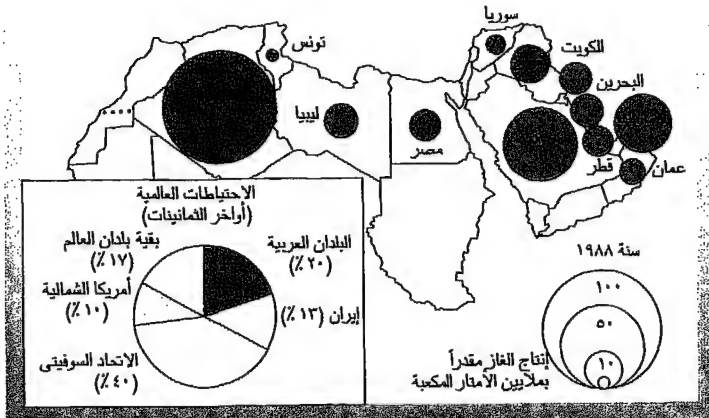 سوريا
تونس
الكويت
البحرين
ليبيا
مصر
قطر
عمان
الاحتياطات العالمية
(أواخر الثمانينات)
بقية بلدان العالم
(١٧ ٪)
البلدان العربية
(٢٠ ٪)
أمريكا الشمالية
(١٠ ٪)
إيران (١٣ ٪)
الاتحاد السوفيتى
(٤٠ ٪)
سنة ١٩٨٨
١٠٠
٥٠
١٠
إنتاج الغاز مقدراً
بملايين الأمتار المكعبة